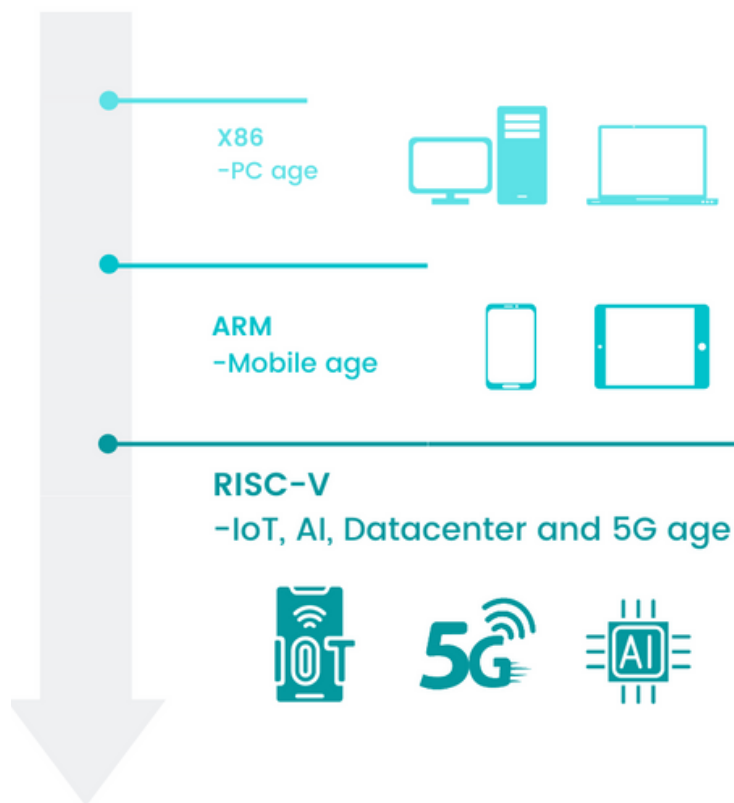 X86
-PC age
ARM
-Mobile age
RISC-V
-IoT, AI, Datacenter and 5G age
IOT
5G
AI